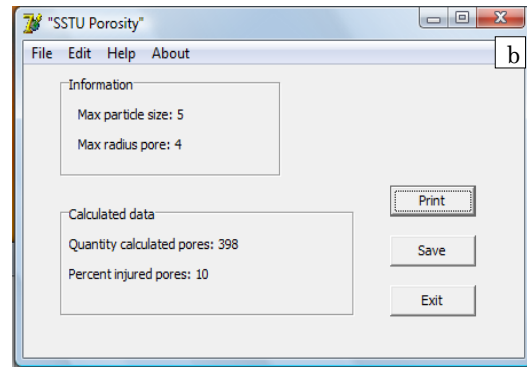 "SSTU Porosity"
File Edit Help About
b
Information
Max particle size: 5
Max radius pore: 4
Calculated data
Quantity calculated pores: 398
Percent injured pores: 10
Print
Save
Exit